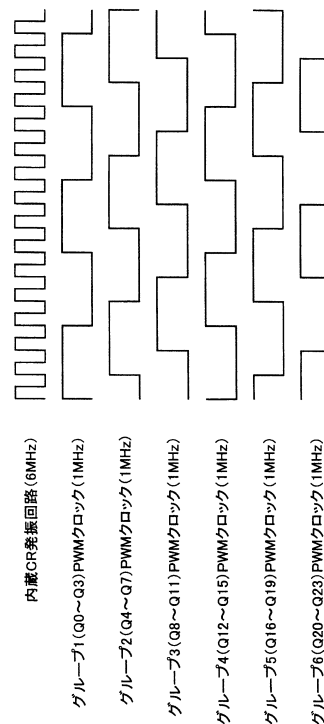 内蔵CR発振回路(6MHz)
グループ1(Q0～Q3)PWMクロック(1MHz)
グループ2(Q4～Q7)PWMクロック(1MHz)
グループ3(Q8～Q11)PWMクロック(1MHz)
グループ4(Q12～Q15)PWMクロック(1MHz)
グループ5(Q16～Q19)PWMクロック(1MHz)
グループ6(Q20～Q23)PWMクロック(1MHz)